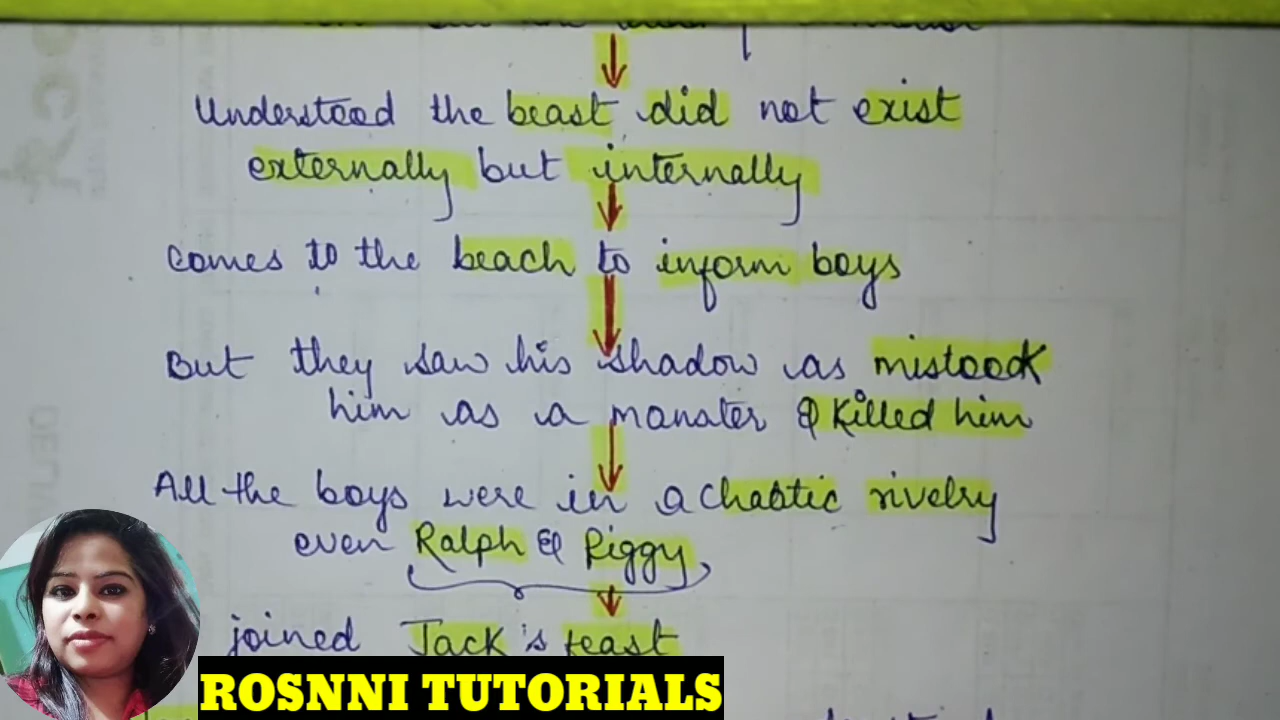 Understood the beast did not exist
externally but internally
comes to the beach to inform boys
But they saw his shadow as mistook
him as a monster & killed him
All the boys were in a chaotic rivelry
even Ralph & Piggy
joined Jack's feast
ROSNNI TUTORIALS